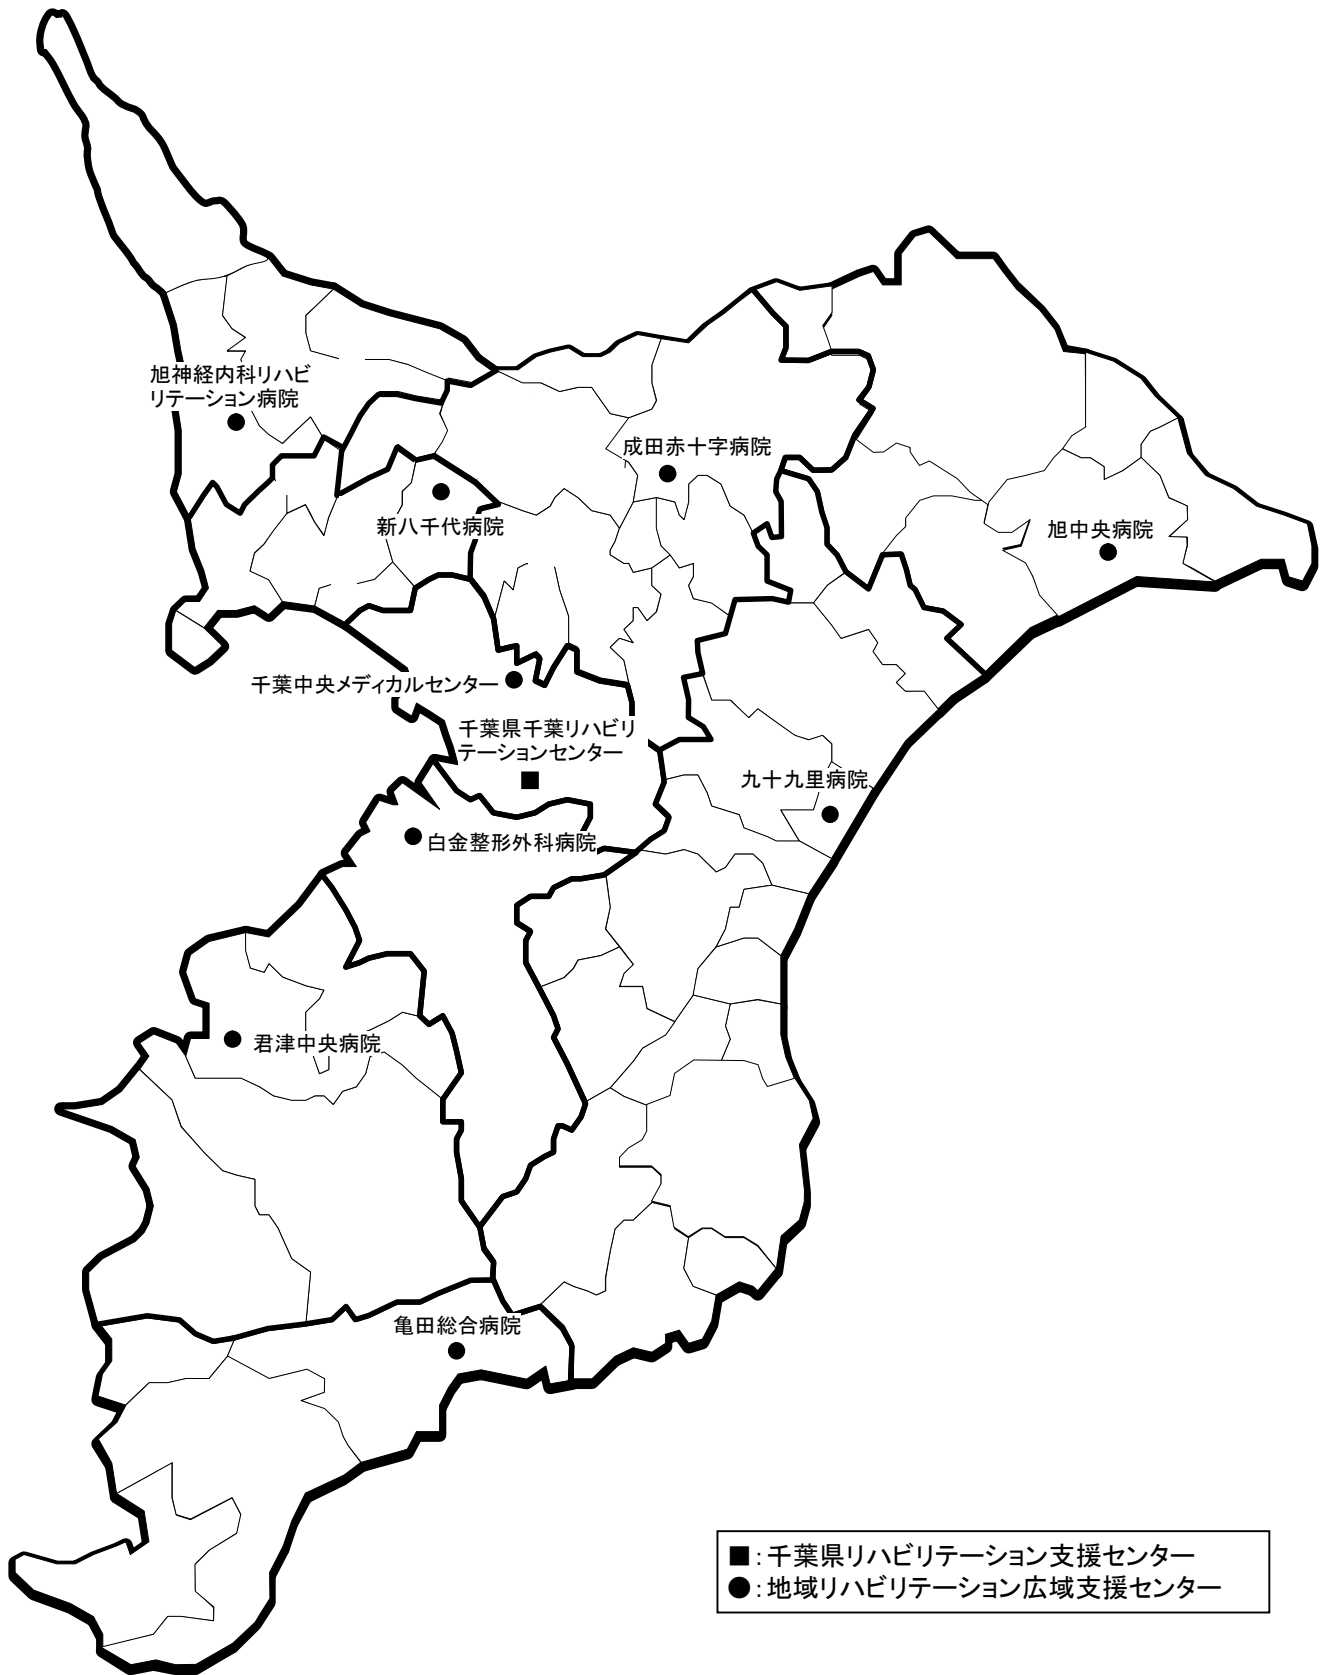 旭神経内科リハビ
リテーション病院
成田赤十字病院
新八千代病院
旭中央病院
千葉中央メディカルセンター
千葉県千葉リハビリ
テーションセンター
九十九里病院
白金整形外科病院
君津中央病院
亀田総合病院
■：千葉県リハビリテーション支援センター
●：地域リハビリテーション広域支援センター